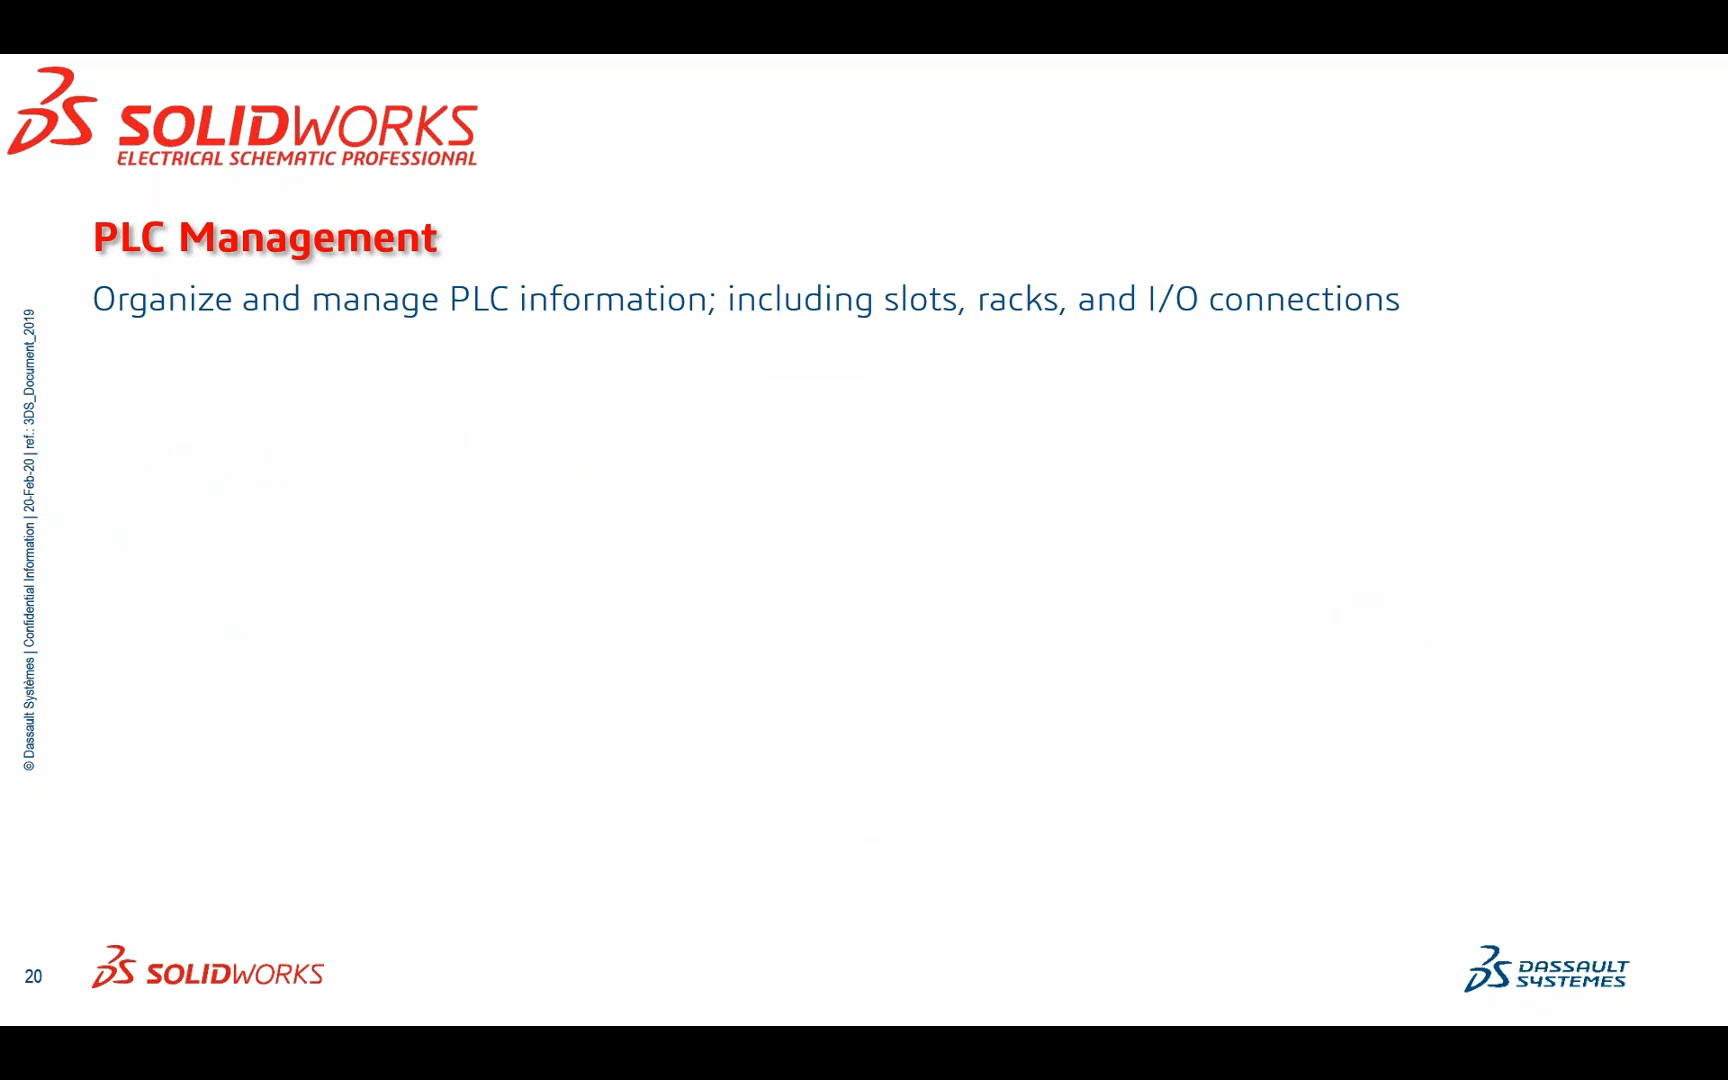 SOLIDWORKS
ELECTRICAL SCHEMATIC PROFESSIONAL
PLC Management
Organize and manage PLC information; including slots, racks, and I/O connections
© Dassault Systèmes | Confidential Information | 20-Feb-20 | ref.: 3DS_Document_2019
20
SOLIDWORKS
DASSAULT
SYSTEMES